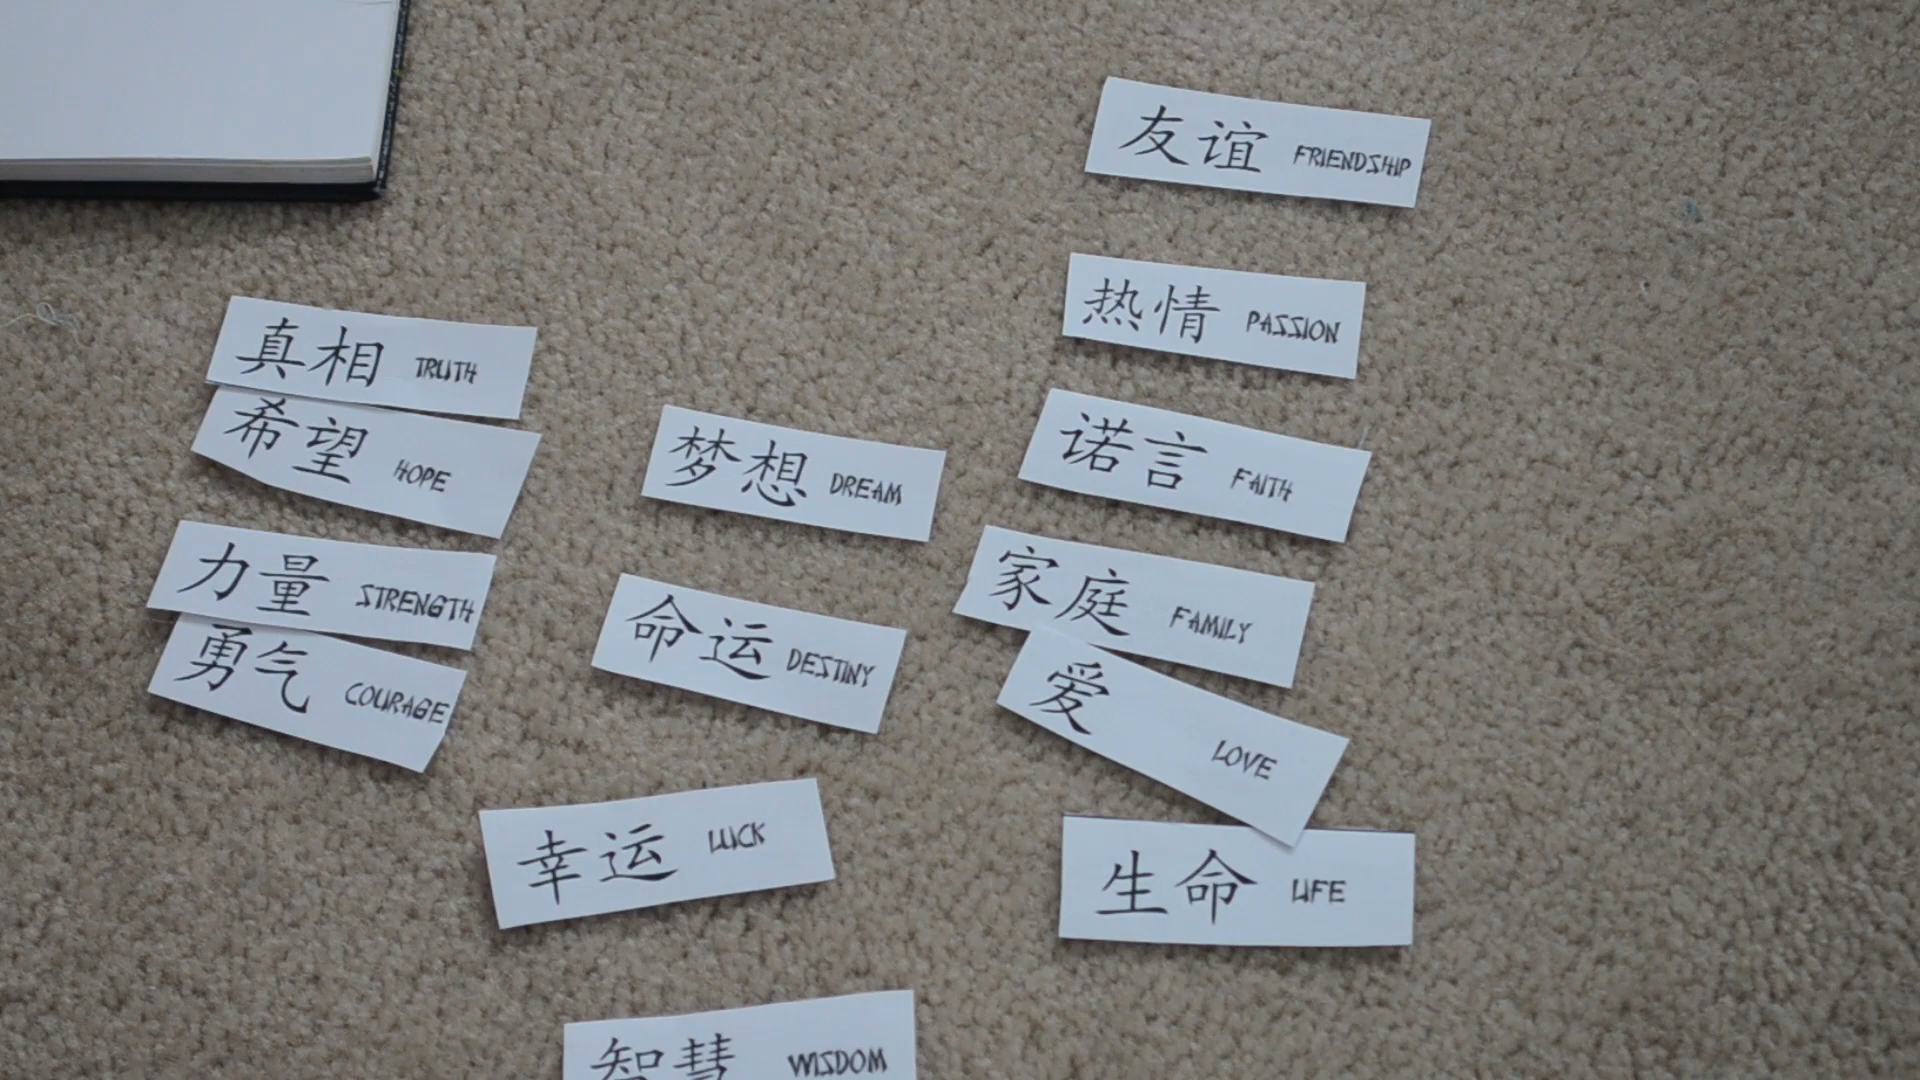 真相 TRUTH
希望 HOPE
力量 STRENGTH
勇气 COURAGE
梦想 DREAM
命运 DESTINY
幸运 LUCK
智慧 WISDOM
友谊 FRIENDSHIP
热情 PASSION
诺言 FAITH
家庭 FAMILY
爱 LOVE
生命 LIFE